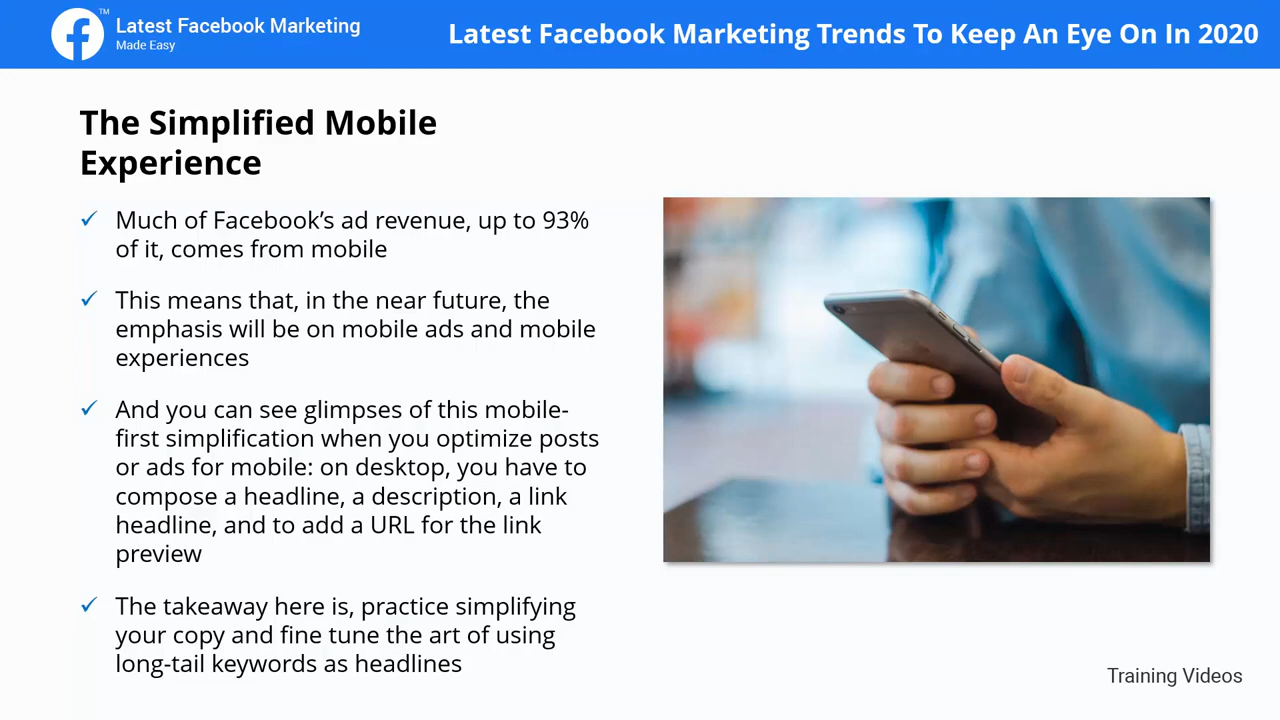 Latest Facebook Marketing
TM
Made Easy
Latest Facebook Marketing Trends To Keep An Eye On In 2020
The Simplified Mobile
Experience
✓ Much of Facebook’s ad revenue, up to 93%
of it, comes from mobile
✓ This means that, in the near future, the
emphasis will be on mobile ads and mobile
experiences
✓ And you can see glimpses of this mobile-
first simplification when you optimize posts
or ads for mobile: on desktop, you have to
compose a headline, a description, a link
headline, and to add a URL for the link
preview
✓ The takeaway here is, practice simplifying
your copy and fine tune the art of using
long-tail keywords as headlines
Training Videos